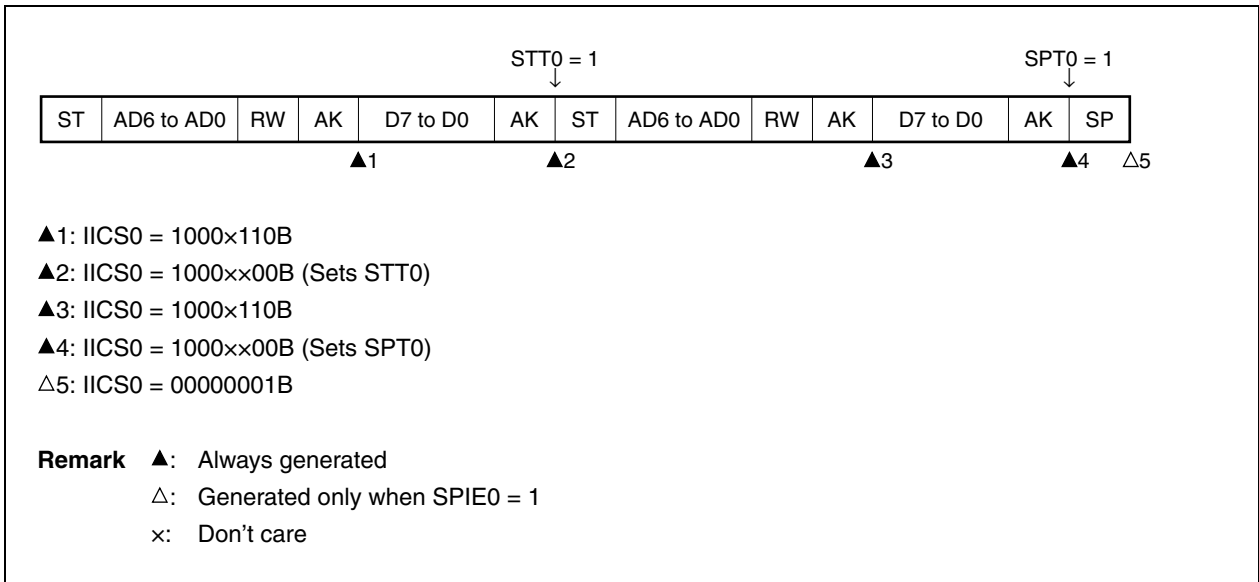 STT0 = 1 SPT0 = 1
↓ ↓
ST AD6 to AD0 RW AK D7 to D0 AK ST AD6 to AD0 RW AK D7 to D0 AK SP
▲1 ▲2 ▲3 ▲4 △5
▲1: IICS0 = 1000×110B
▲2: IICS0 = 1000××00B (Sets STT0)
▲3: IICS0 = 1000×110B
▲4: IICS0 = 1000××00B (Sets SPT0)
△5: IICS0 = 00000001B
Remark ▲: Always generated
△: Generated only when SPIE0 = 1
×: Don't care